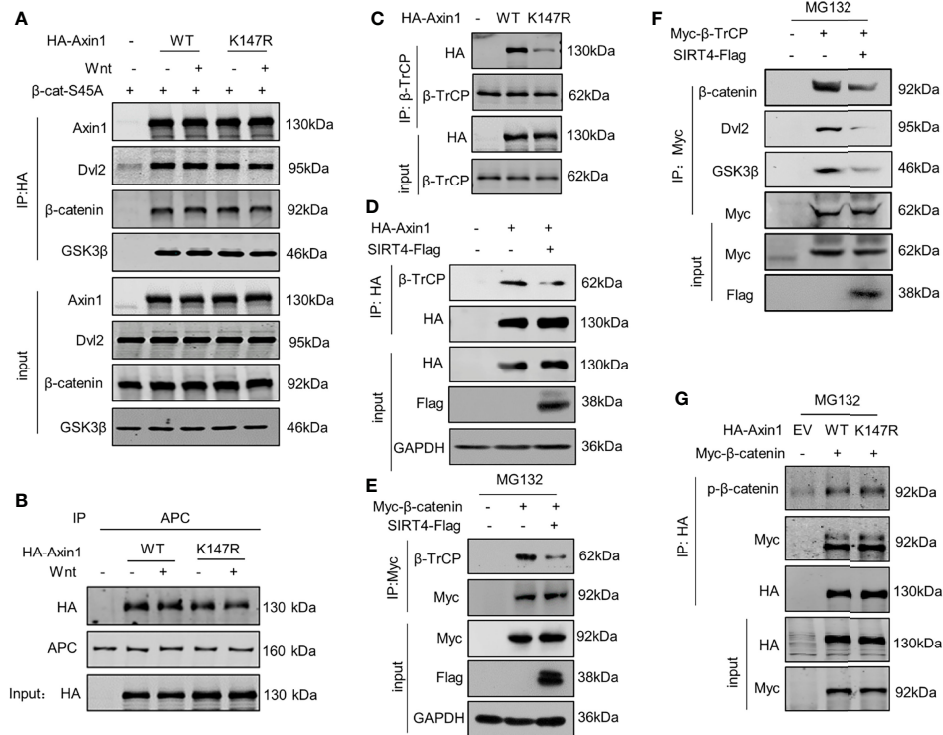 A
HA-Axin1 - WT K147R
Wnt - - + - +
β-cat-S45A + + + + +
IP:HA
Axin1 130kDa
Dvl2 95kDa
β-catenin 92kDa
GSK3β 46kDa
input
Axin1 130kDa
Dvl2 95kDa
β-catenin 92kDa
GSK3β 46kDa
B
IP APC
HA-Axin1 WT K147R
Wnt - - + - +
HA 130 kDa
APC 160 kDa
Input: HA 130 kDa
C
HA-Axin1 - WT K147R
IP: β-TrCP
HA 130kDa
β-TrCP 62kDa
input
HA 130kDa
β-TrCP 62kDa
D
HA-Axin1 - + +
SIRT4-Flag - - +
IP: HA
β-TrCP 62kDa
HA 130kDa
input
HA 130kDa
Flag 38kDa
GAPDH 36kDa
E
MG132
Myc-β-catenin - + +
SIRT4-Flag - - +
IP:Myc
β-TrCP 62kDa
Myc 92kDa
input
Myc 92kDa
Flag 38kDa
GAPDH 36kDa
F
MG132
Myc-β-TrCP - + +
SIRT4-Flag - - +
IP: Myc
β-catenin 92kDa
Dvl2 95kDa
GSK3β 46kDa
Myc 62kDa
input
Myc 62kDa
Flag 38kDa
G
MG132
HA-Axin1 EV WT K147R
Myc-β-catenin - + +
IP: HA
p-β-catenin 92kDa
Myc 92kDa
HA 130kDa
input
HA 130kDa
Myc 92kDa